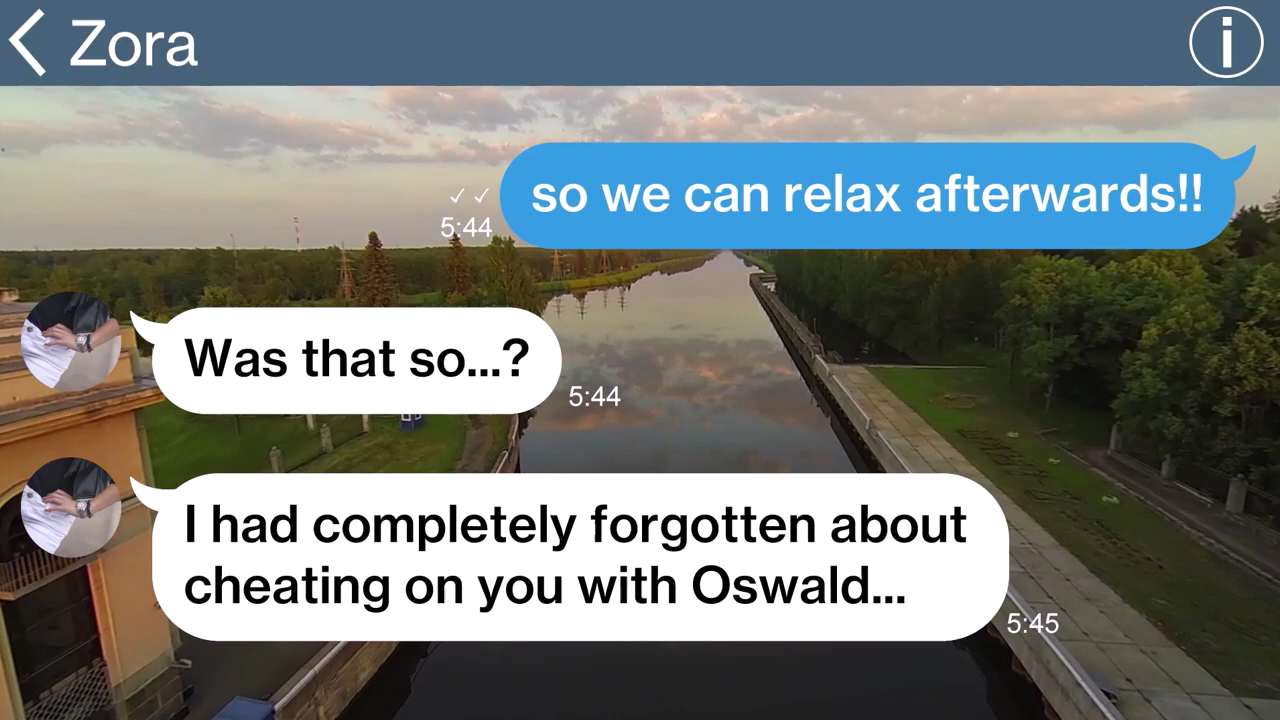 Zora
so we can relax afterwards!!
✓ ✓
5:44
Was that so...?
5:44
I had completely forgotten about
cheating on you with Oswald...
5:45